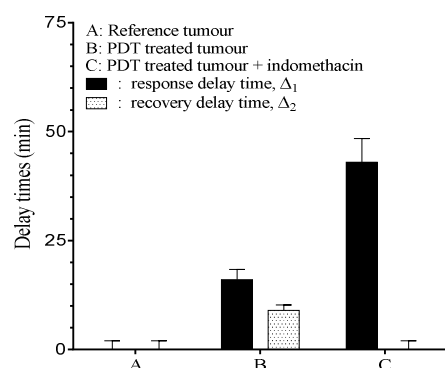 75
A: Reference tumour
B: PDT treated tumour
C: PDT treated tumour + indomethacin
: response delay time, Δ1
: recovery delay time, Δ2
50
25
0
Delay times (min)
A B C